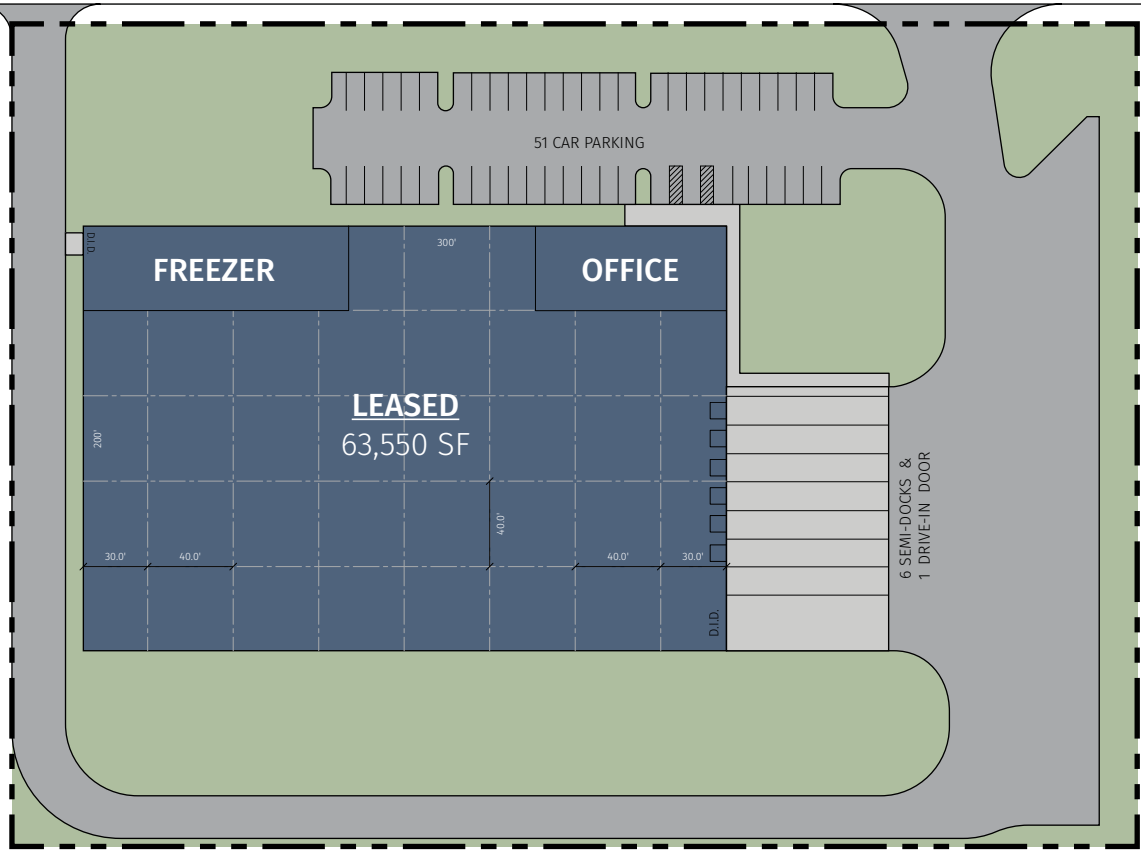 51 CAR PARKING
D.I.D.
300'
FREEZER
OFFICE
LEASED
63,550 SF
200'
40.0'
30.0'
40.0'
40.0'
30.0'
6 SEMI-DOCKS &
1 DRIVE-IN DOOR
D.I.D.